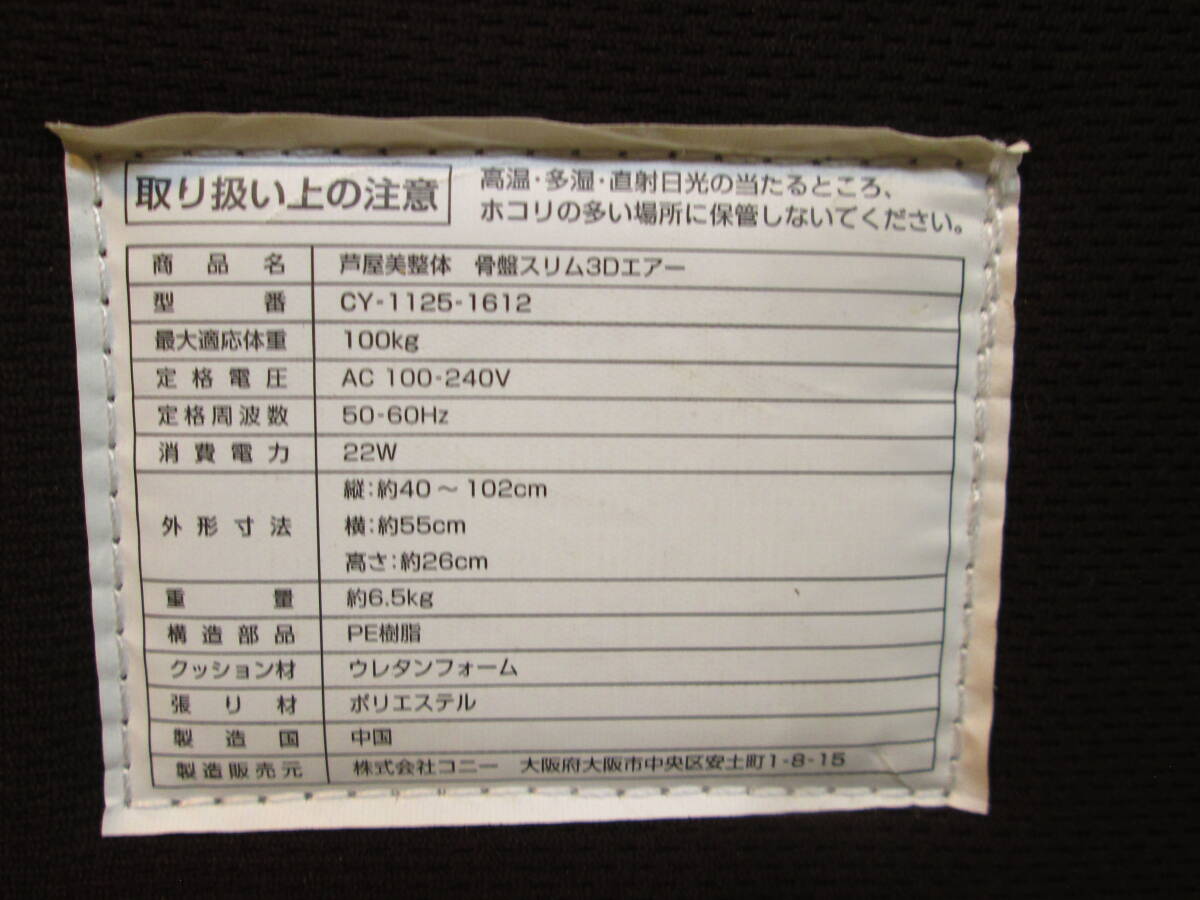 取り扱い上の注意
高温・多湿・直射日光の当たるところ、
ホコリの多い場所に保管しないでください。
商品名 芦屋美整体 骨盤スリム3Dエアー
型番 CY-1125-1612
最大適応体重 100kg
定格電圧 AC 100-240V
定格周波数 50-60Hz
消費電力 22W
外形寸法 縦:約40～102cm
横:約55cm
高さ:約26cm
重量 約6.5kg
構造部品 PE樹脂
クッション材 ウレタンフォーム
張り材 ポリエステル
製造国 中国
製造販売元 株式会社コニー 大阪府大阪市中央区安土町1-8-15